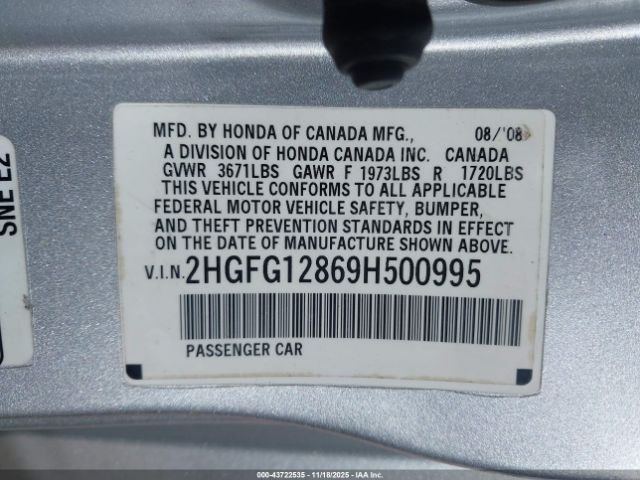 MFD. BY HONDA OF CANADA MFG., 08/'08
A DIVISION OF HONDA CANADA INC. CANADA
GVWR 3671LBS GAWR F 1973LBS R 1720LBS
THIS VEHICLE CONFORMS TO ALL APPLICABLE
FEDERAL MOTOR VEHICLE SAFETY, BUMPER,
AND THEFT PREVENTION STANDARDS IN EFFECT
ON THE DATE OF MANUFACTURE SHOWN ABOVE.
V.I.N. 2HGFG12869H500995
PASSENGER CAR
SNE E2
000-43722535 - 11/18/2025 - IAA HOLDINGS, LLC